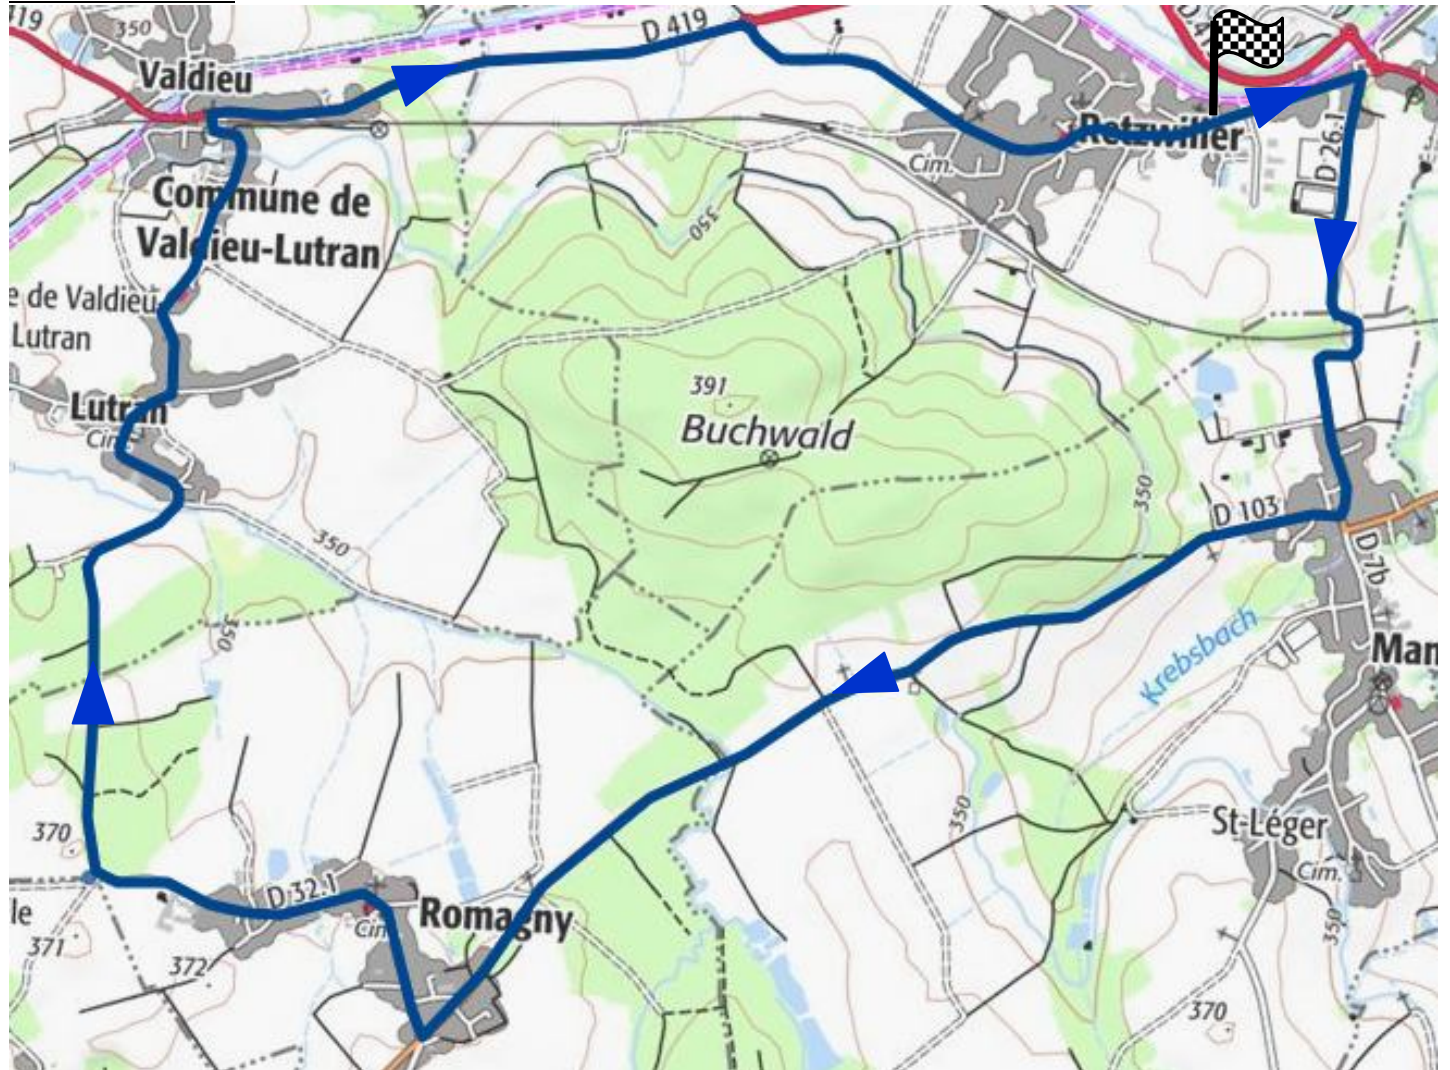 419
350
Valdieu
D 419
Retzwiller
Cim.
D 26.1
Commune de
Valdieu-Lutran
350
e de Valdieu
Lutran
391
Buchwald
Lutran
Cim.
350
350
D 103
D 7b
350
Krebsbach
Man
370
350
St-Léger
Cim.
le
D 32.1
Romagny
Cim
371
372
350
370